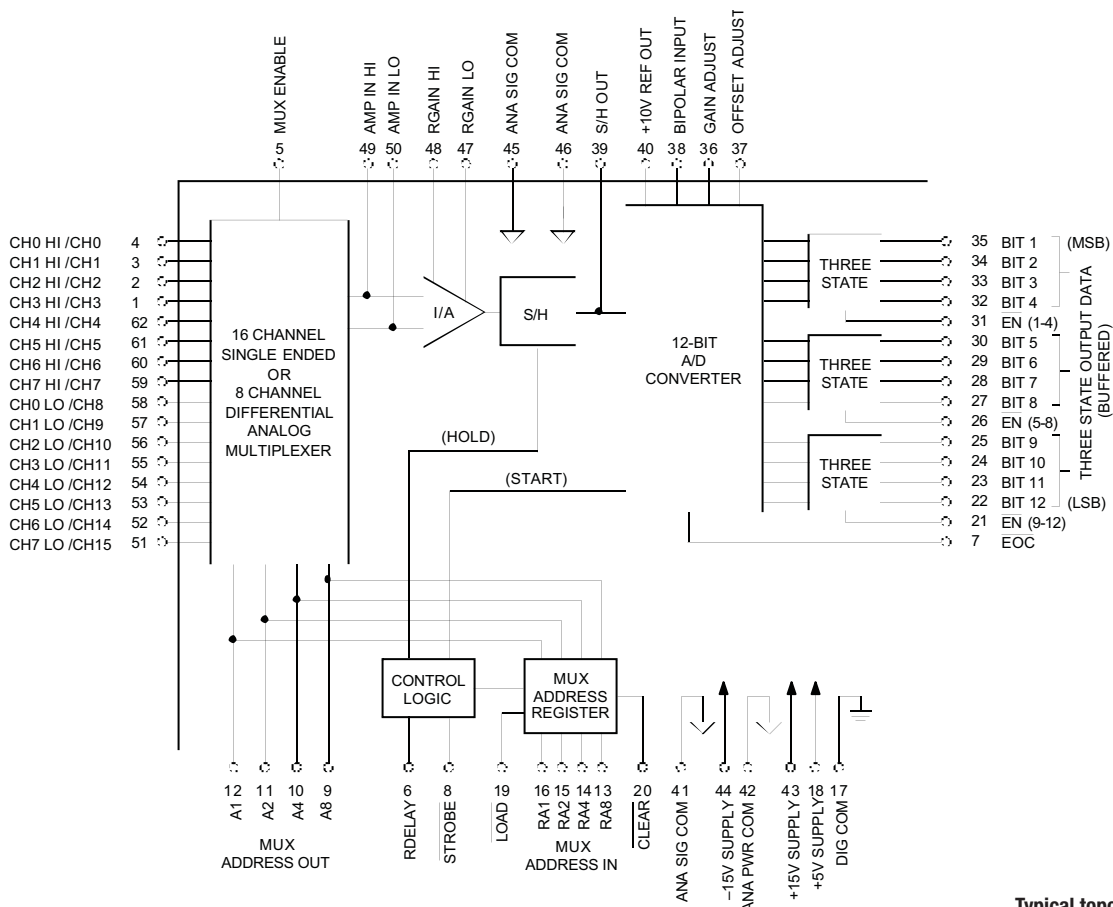 MUX ENABLE
AMP IN HI
AMP IN LO
RGAIN HI
RGAIN LO
ANA SIG COM
ANA SIG COM
S/H OUT
+10V REF OUT
BIPOLAR INPUT
GAIN ADJUST
OFFSET ADJUST
5 49 50 48 47 45 46 39 40 38 36 37
CH0 HI /CH0 4
CH1 HI /CH1 3
CH2 HI /CH2 2
CH3 HI /CH3 1
CH4 HI /CH4 62
CH5 HI /CH5 61
CH6 HI /CH6 60
CH7 HI /CH7 59
CH0 LO /CH8 58
CH1 LO /CH9 57
CH2 LO /CH10 56
CH3 LO /CH11 55
CH4 LO /CH12 54
CH5 LO /CH13 53
CH6 LO /CH14 52
CH7 LO /CH15 51
16 CHANNEL
SINGLE ENDED
OR
8 CHANNEL
DIFFERENTIAL
ANALOG
MULTIPLEXER
I/A
S/H
12-BIT
A/D
CONVERTER
(HOLD)
(START)
THREE
STATE
THREE
STATE
THREE
STATE
35 BIT 1 (MSB)
34 BIT 2
33 BIT 3
32 BIT 4
31 EN (1-4)
30 BIT 5
29 BIT 6
28 BIT 7
27 BIT 8
26 EN (5-8)
25 BIT 9
24 BIT 10
23 BIT 11
22 BIT 12 (LSB)
21 EN (9-12)
7 EOC
THREE STATE OUTPUT DATA
(BUFFERED)
CONTROL
LOGIC
MUX
ADDRESS
REGISTER
12 11 10 9 6 8 19 16 15 14 13 20 41 44 42 43 18 17
A1
A2
A4
A8
MUX
ADDRESS OUT
RDELAY
STROBE
LOAD
RA1
RA2
RA4
RA8
MUX
ADDRESS IN
CLEAR
ANA SIG COM
–15V SUPPLY
ANA PWR COM
+15V SUPPLY
+5V SUPPLY
DIG COM